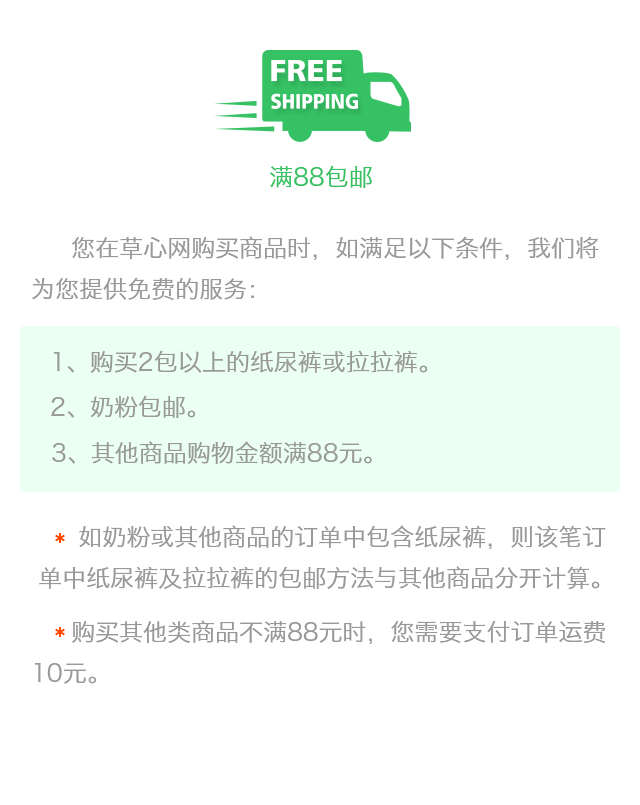 FREE
SHIPPING
满88包邮
您在草心网购买商品时，如满足以下条件，我们将
为您提供免费的服务：
1、购买2包以上的纸尿裤或拉拉裤。
2、奶粉包邮。
3、其他商品购物金额满88元。
* 如奶粉或其他商品的订单中包含纸尿裤，则该笔订
单中纸尿裤及拉拉裤的包邮方法与其他商品分开计算。
* 购买其他类商品不满88元时，您需要支付订单运费
10元。